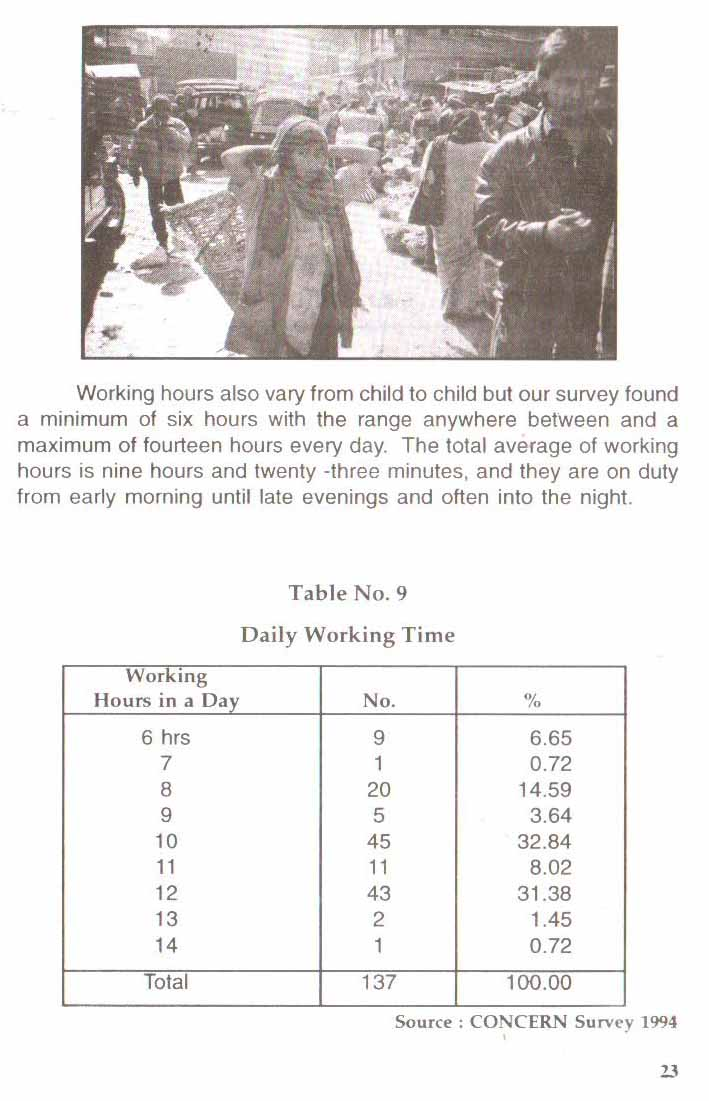 Working hours also vary from child to child but our survey found
a minimum of six hours with the range anywhere between and a
maximum of fourteen hours every day. The total average of working
hours is nine hours and twenty -three minutes, and they are on duty
from early morning until late evenings and often into the night.
Table No. 9
Daily Working Time
Working
Hours in a Day No. %
6 hrs 9 6.65
7 1 0.72
8 20 14.59
9 5 3.64
10 45 32.84
11 11 8.02
12 43 31.38
13 2 1.45
14 1 0.72
Total 137 100.00
Source : CONCERN Survey 1994
23